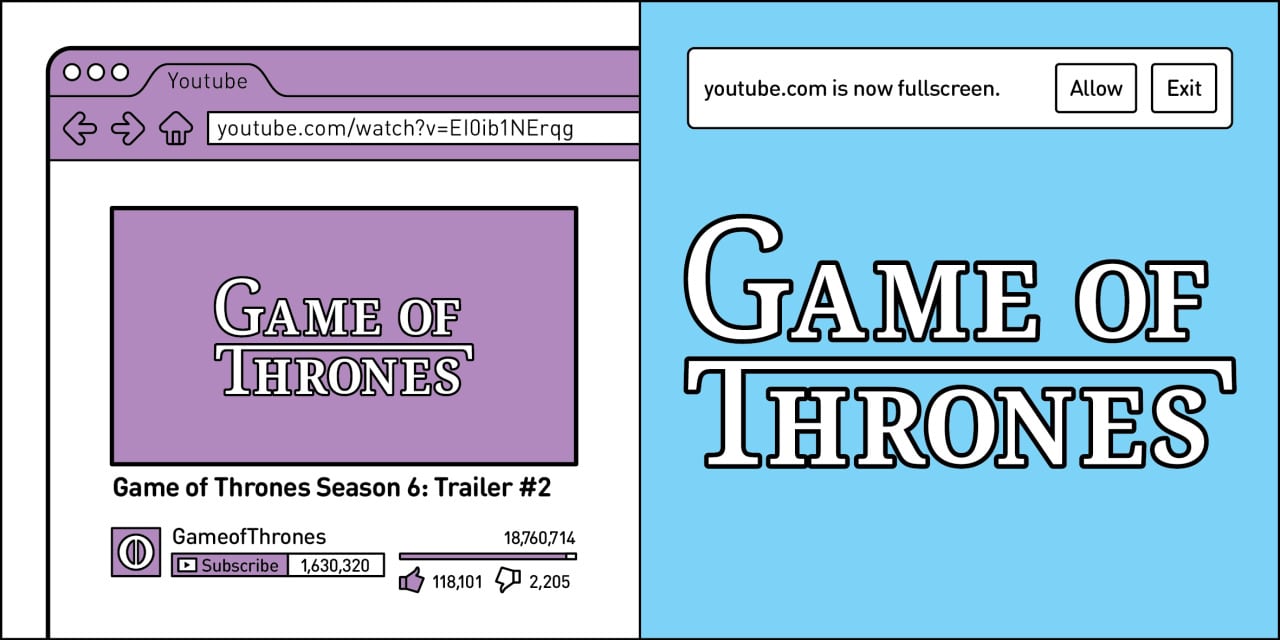 Youtube
youtube.com/watch?v=EI0ib1NErqg
GAME OF
THRONES
Game of Thrones Season 6: Trailer #2
GameofThrones
18,760,714
Subscribe 1,630,320
118,101 2,205
youtube.com is now fullscreen. Allow Exit
GAME OF
THRONES